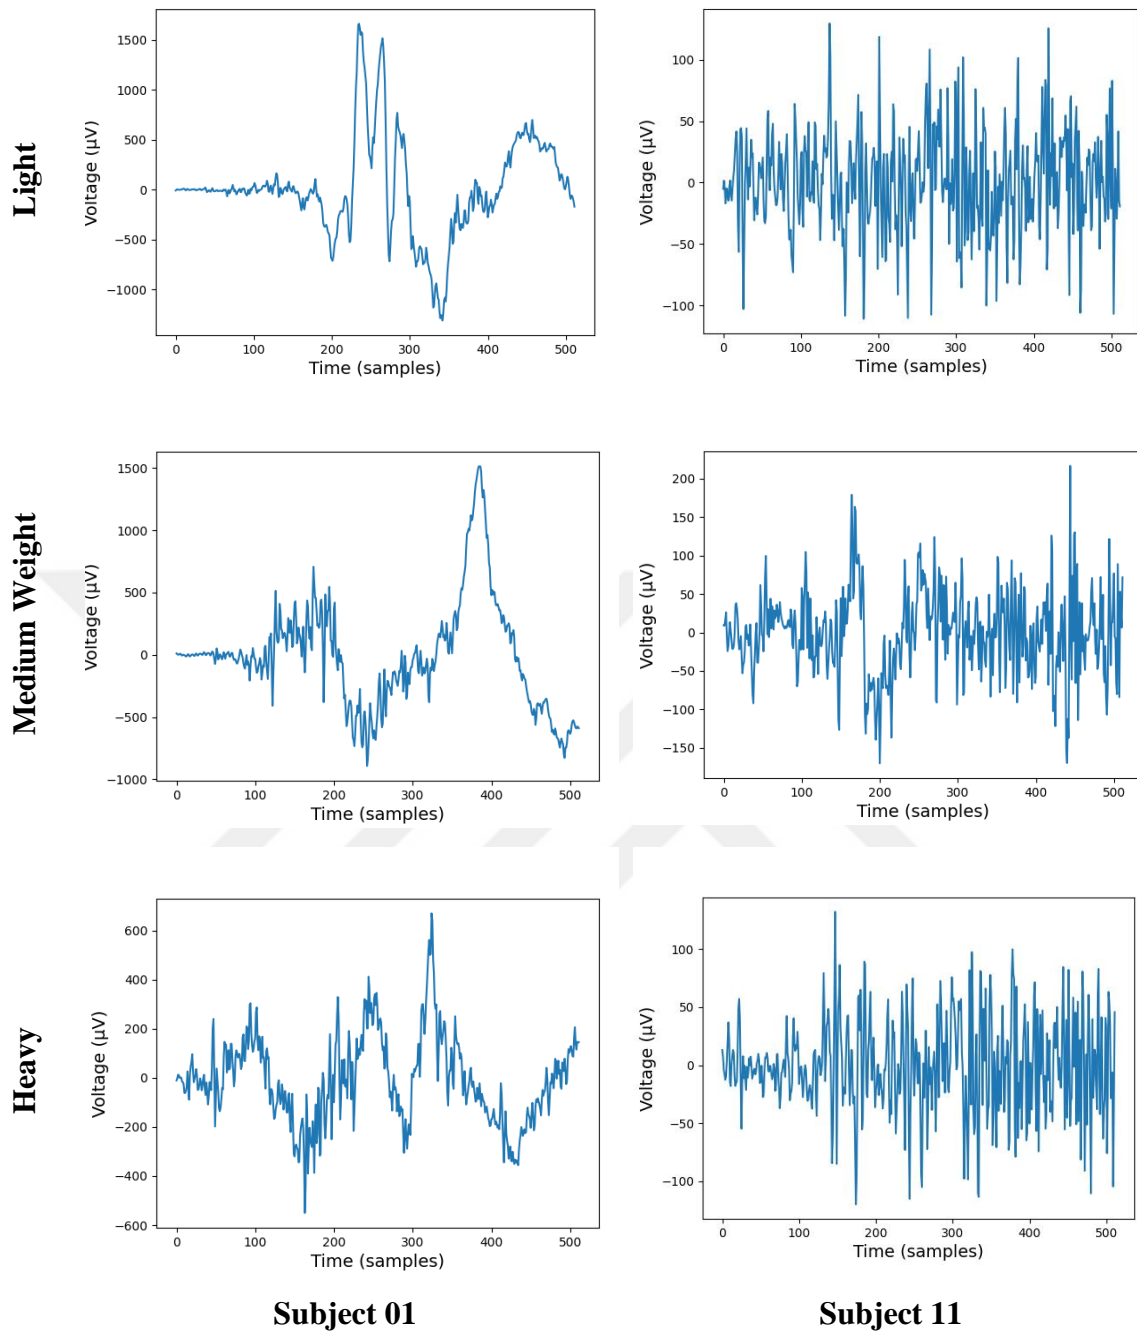 Light
Voltage (μV)
1500
1000
500
0
−500
−1000
0 100 200 300 400 500
Time (samples)
Voltage (μV)
100
50
0
−50
−100
0 100 200 300 400 500
Time (samples)
Medium Weight
Voltage (μV)
1500
1000
500
0
−500
−1000
0 100 200 300 400 500
Time (samples)
Voltage (μV)
200
150
100
50
0
−50
−100
−150
0 100 200 300 400 500
Time (samples)
Heavy
Voltage (μV)
600
400
200
0
−200
−400
−600
0 100 200 300 400 500
Time (samples)
Voltage (μV)
100
50
0
−50
−100
0 100 200 300 400 500
Time (samples)
Subject 01
Subject 11